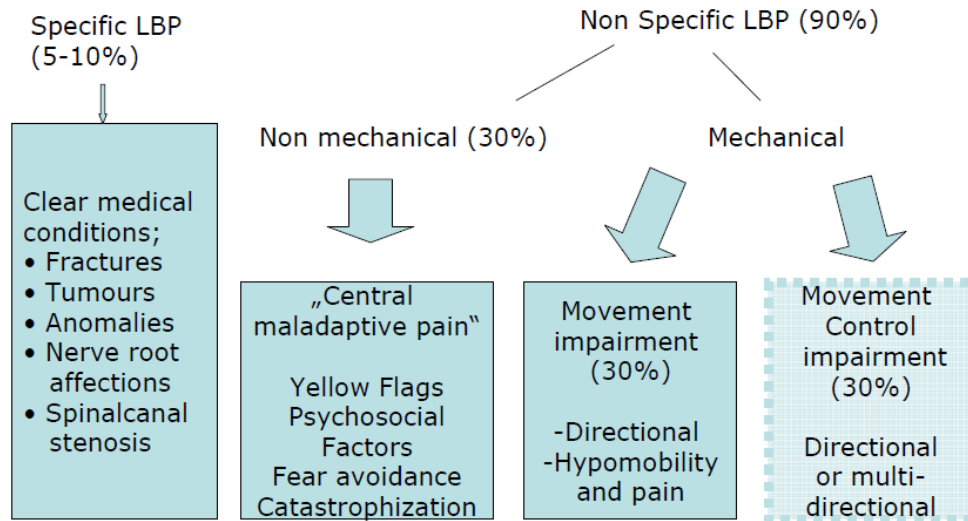 Specific LBP
(5-10%)
Non Specific LBP (90%)
Non mechanical (30%)
Mechanical
Clear medical
conditions;
• Fractures
• Tumours
• Anomalies
• Nerve root
affections
• Spinalcanal
stenosis
„Central
maladaptive pain“
Yellow Flags
Psychosocial
Factors
Fear avoidance
Catastrophization
Movement
impairment
(30%)
-Directional
-Hypomobility
and pain
Movement
Control
impairment
(30%)
Directional
or multi-
directional